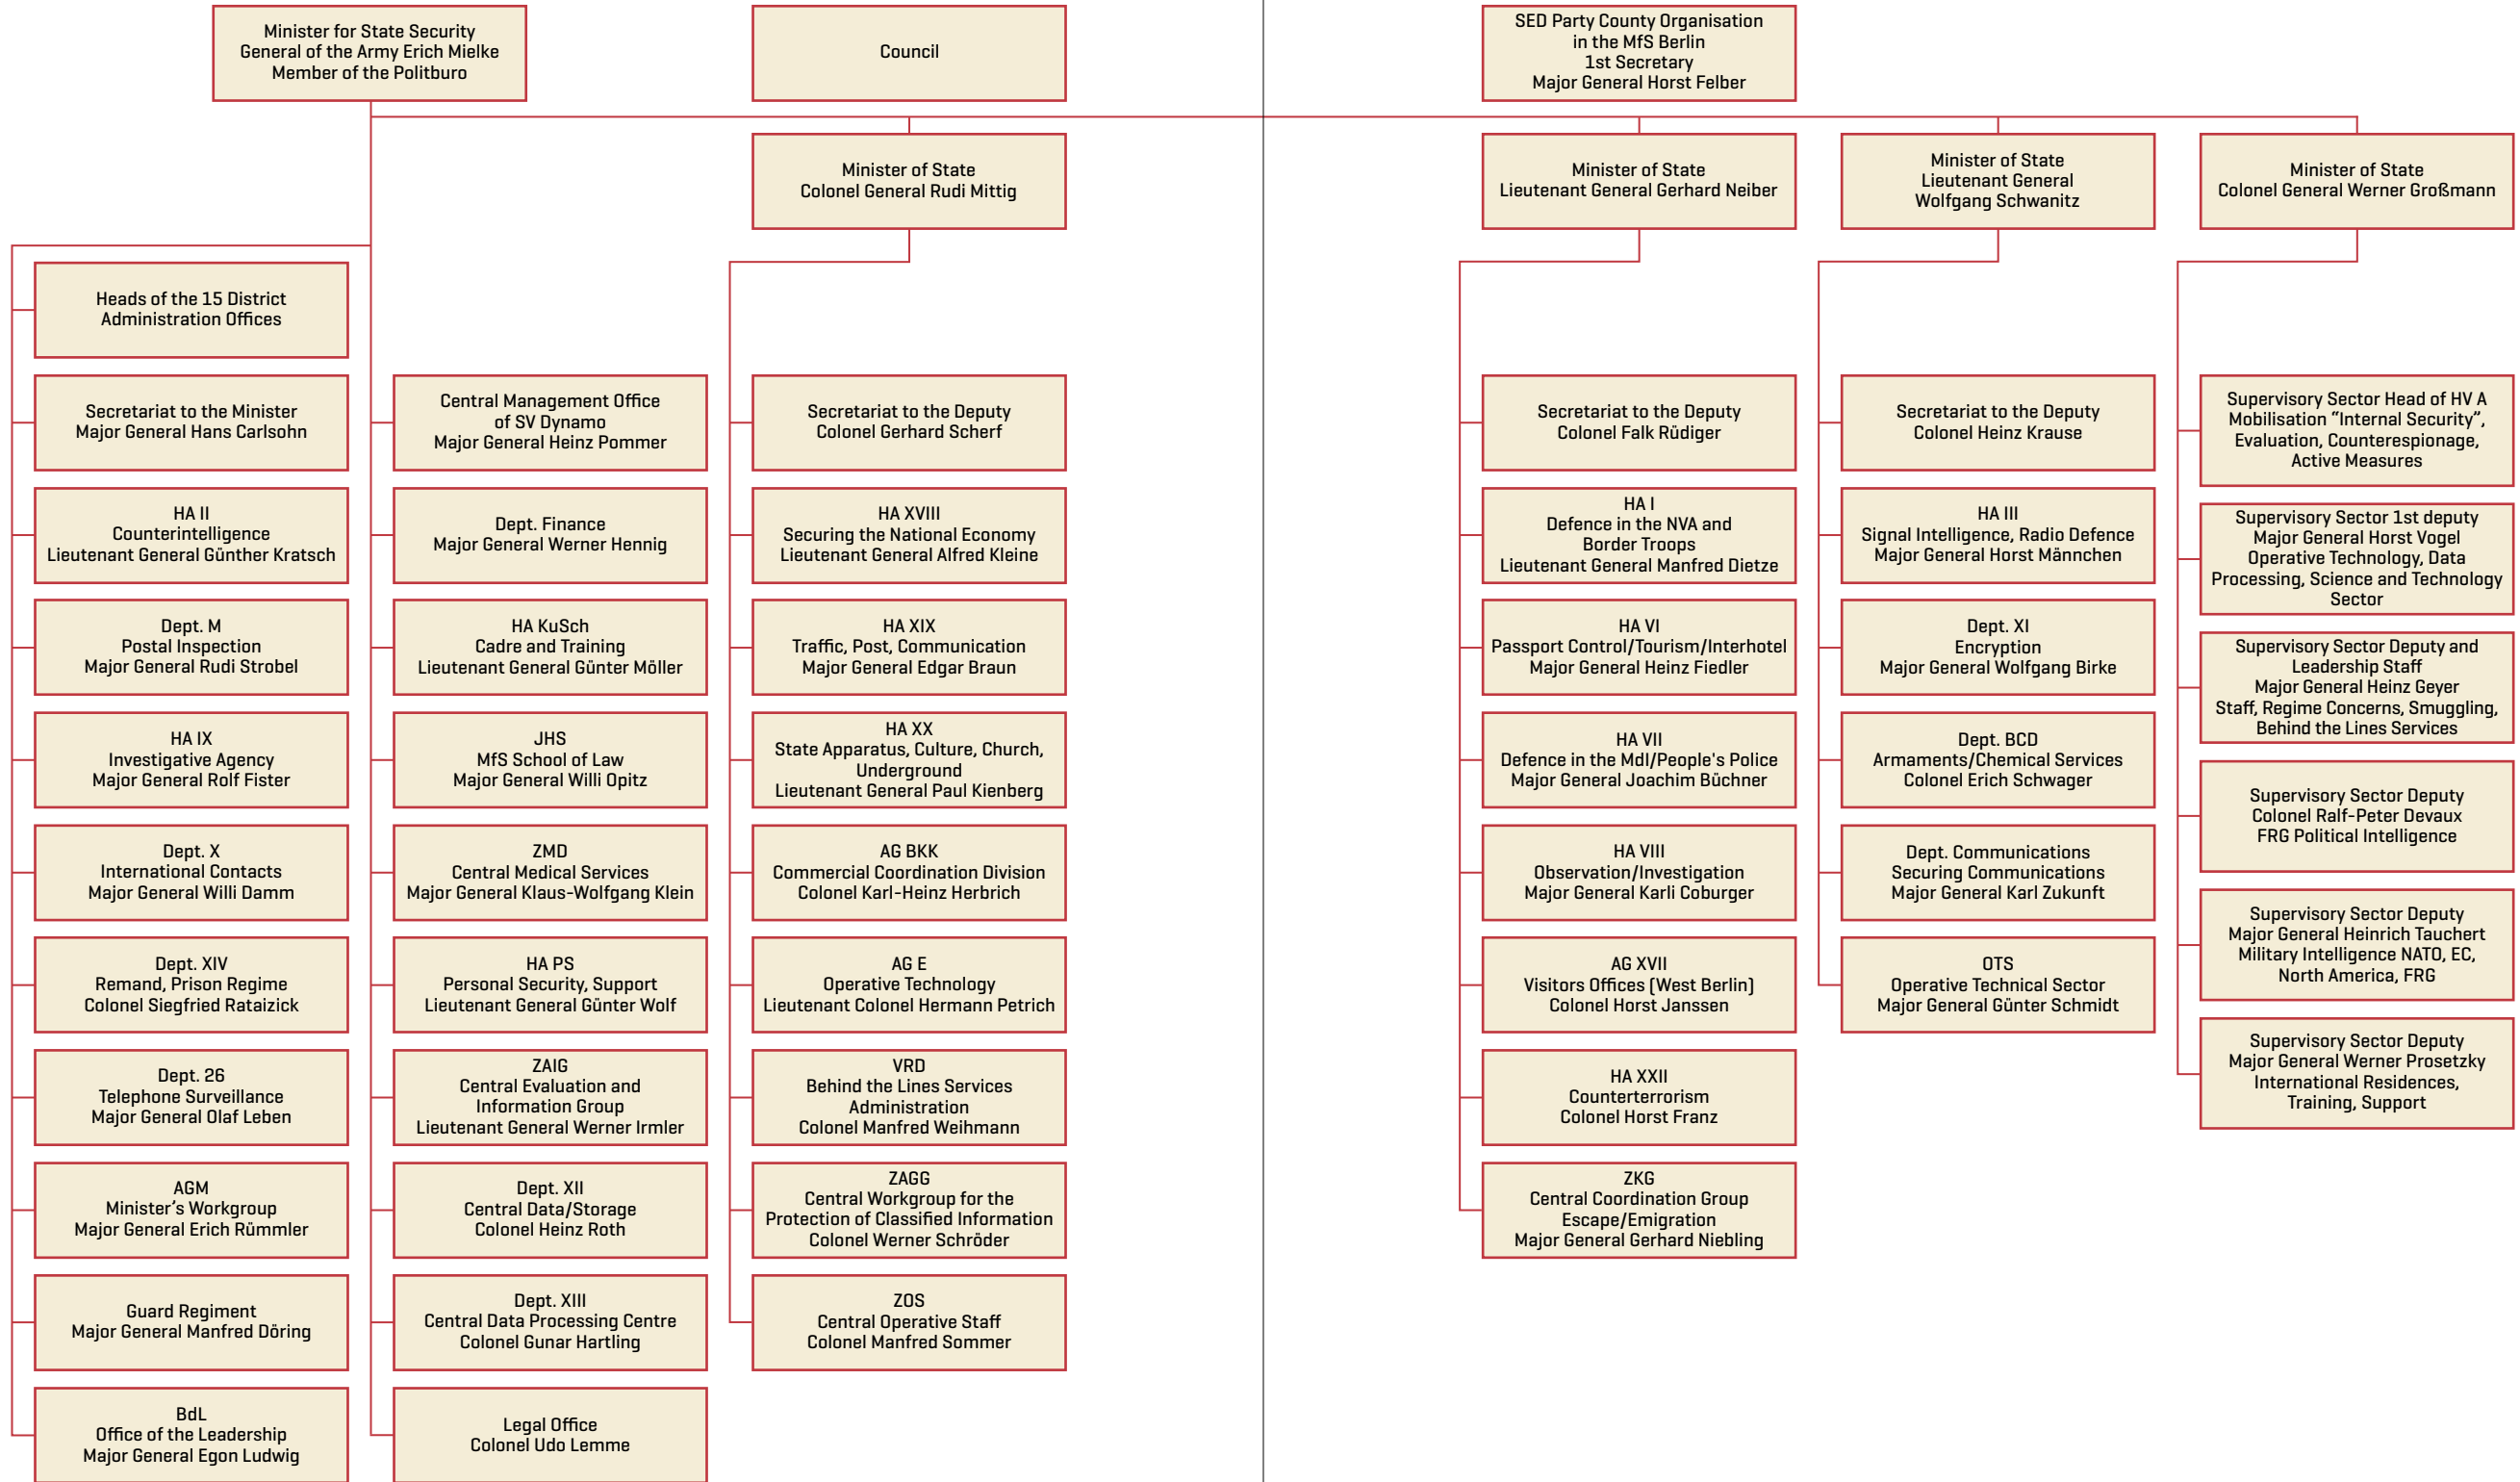 Minister for State Security
General of the Army Erich Mielke
Member of the Politburo
Council
SED Party County Organisation
in the MfS Berlin
1st Secretary
Major General Horst Felber
Minister of State
Colonel General Rudi Mittig
Minister of State
Lieutenant General Gerhard Neiber
Minister of State
Lieutenant General
Wolfgang Schwanitz
Minister of State
Colonel General Werner Großmann
Heads of the 15 District
Administration Offices
Secretariat to the Minister
Major General Hans Carlsohn
HA II
Counterintelligence
Lieutenant General Günther Kratsch
Dept. M
Postal Inspection
Major General Rudi Strobel
HA IX
Investigative Agency
Major General Rolf Fister
Dept. X
International Contacts
Major General Willi Damm
Dept. XIV
Remand, Prison Regime
Colonel Siegfried Rataizick
Dept. 26
Telephone Surveillance
Major General Olaf Leben
AGM
Minister’s Workgroup
Major General Erich Rümmler
Guard Regiment
Major General Manfred Döring
BdL
Office of the Leadership
Major General Egon Ludwig
Central Management Office
of SV Dynamo
Major General Heinz Pommer
Dept. Finance
Major General Werner Hennig
HA KuSch
Cadre and Training
Lieutenant General Günter Möller
JHS
MfS School of Law
Major General Willi Opitz
ZMD
Central Medical Services
Major General Klaus-Wolfgang Klein
HA PS
Personal Security, Support
Lieutenant General Günter Wolf
ZAIG
Central Evaluation and
Information Group
Lieutenant General Werner Irmler
Dept. XII
Central Data/Storage
Colonel Heinz Roth
Dept. XIII
Central Data Processing Centre
Colonel Gunar Hartling
Legal Office
Colonel Udo Lemme
Secretariat to the Deputy
Colonel Gerhard Scherf
HA XVIII
Securing the National Economy
Lieutenant General Alfred Kleine
HA XIX
Traffic, Post, Communication
Major General Edgar Braun
HA XX
State Apparatus, Culture, Church,
Underground
Lieutenant General Paul Kienberg
AG BKK
Commercial Coordination Division
Colonel Karl-Heinz Herbrich
AG E
Operative Technology
Lieutenant Colonel Hermann Petrich
VRD
Behind the Lines Services
Administration
Colonel Manfred Weihmann
ZAGG
Central Workgroup for the
Protection of Classified Information
Colonel Werner Schröder
ZOS
Central Operative Staff
Colonel Manfred Sommer
Secretariat to the Deputy
Colonel Falk Rüdiger
HA I
Defence in the NVA and
Border Troops
Lieutenant General Manfred Dietze
HA VI
Passport Control/Tourism/Interhotel
Major General Heinz Fiedler
HA VII
Defence in the MdI/People's Police
Major General Joachim Büchner
HA VIII
Observation/Investigation
Major General Karli Coburger
AG XVII
Visitors Offices (West Berlin)
Colonel Horst Janssen
HA XXII
Counterterrorism
Colonel Horst Franz
ZKG
Central Coordination Group
Escape/Emigration
Major General Gerhard Niebling
Secretariat to the Deputy
Colonel Heinz Krause
HA III
Signal Intelligence, Radio Defence
Major General Horst Männchen
Dept. XI
Encryption
Major General Wolfgang Birke
Dept. BCD
Armaments/Chemical Services
Colonel Erich Schwager
Dept. Communications
Securing Communications
Major General Karl Zukunft
OTS
Operative Technical Sector
Major General Günter Schmidt
Supervisory Sector Head of HV A
Mobilisation “Internal Security”,
Evaluation, Counterespionage,
Active Measures
Supervisory Sector 1st deputy
Major General Horst Vogel
Operative Technology, Data
Processing, Science and Technology
Sector
Supervisory Sector Deputy and
Leadership Staff
Major General Heinz Geyer
Staff, Regime Concerns, Smuggling,
Behind the Lines Services
Supervisory Sector Deputy
Colonel Ralf-Peter Devaux
FRG Political Intelligence
Supervisory Sector Deputy
Major General Heinrich Tauchert
Military Intelligence NATO, EC,
North America, FRG
Supervisory Sector Deputy
Major General Werner Prosetzky
International Residences,
Training, Support